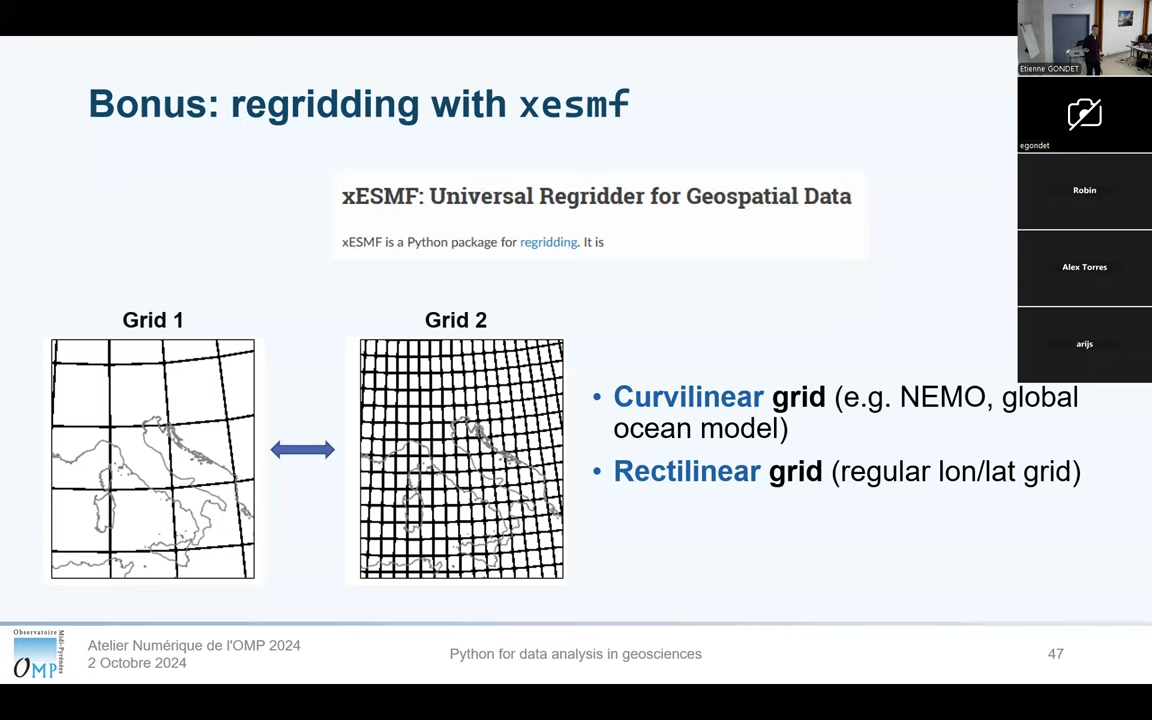 Bonus: regridding with xesmf
xESMF: Universal Regridder for Geospatial Data
xESMF is a Python package for regridding. It is
Grid 1
Grid 2
• Curvilinear grid (e.g. NEMO, global
ocean model)
• Rectilinear grid (regular lon/lat grid)
Observatoire
Midi-Pyrénées
OMP
Atelier Numérique de l'OMP 2024
2 Octobre 2024
Python for data analysis in geosciences
47
Etienne GONDET
egondet
Robin
Alex Torres
arijs